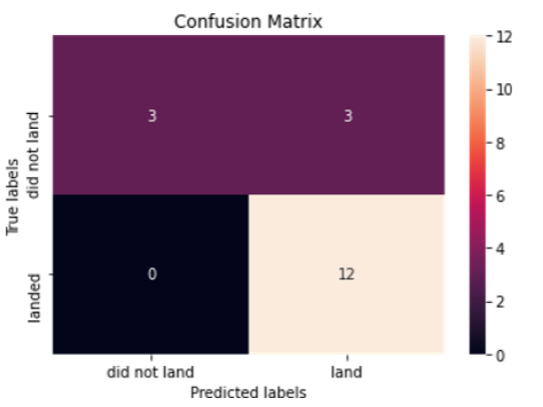 Confusion Matrix
True labels
did not land
landed
3
3
0
12
did not land
land
Predicted labels
12
10
8
6
4
2
0